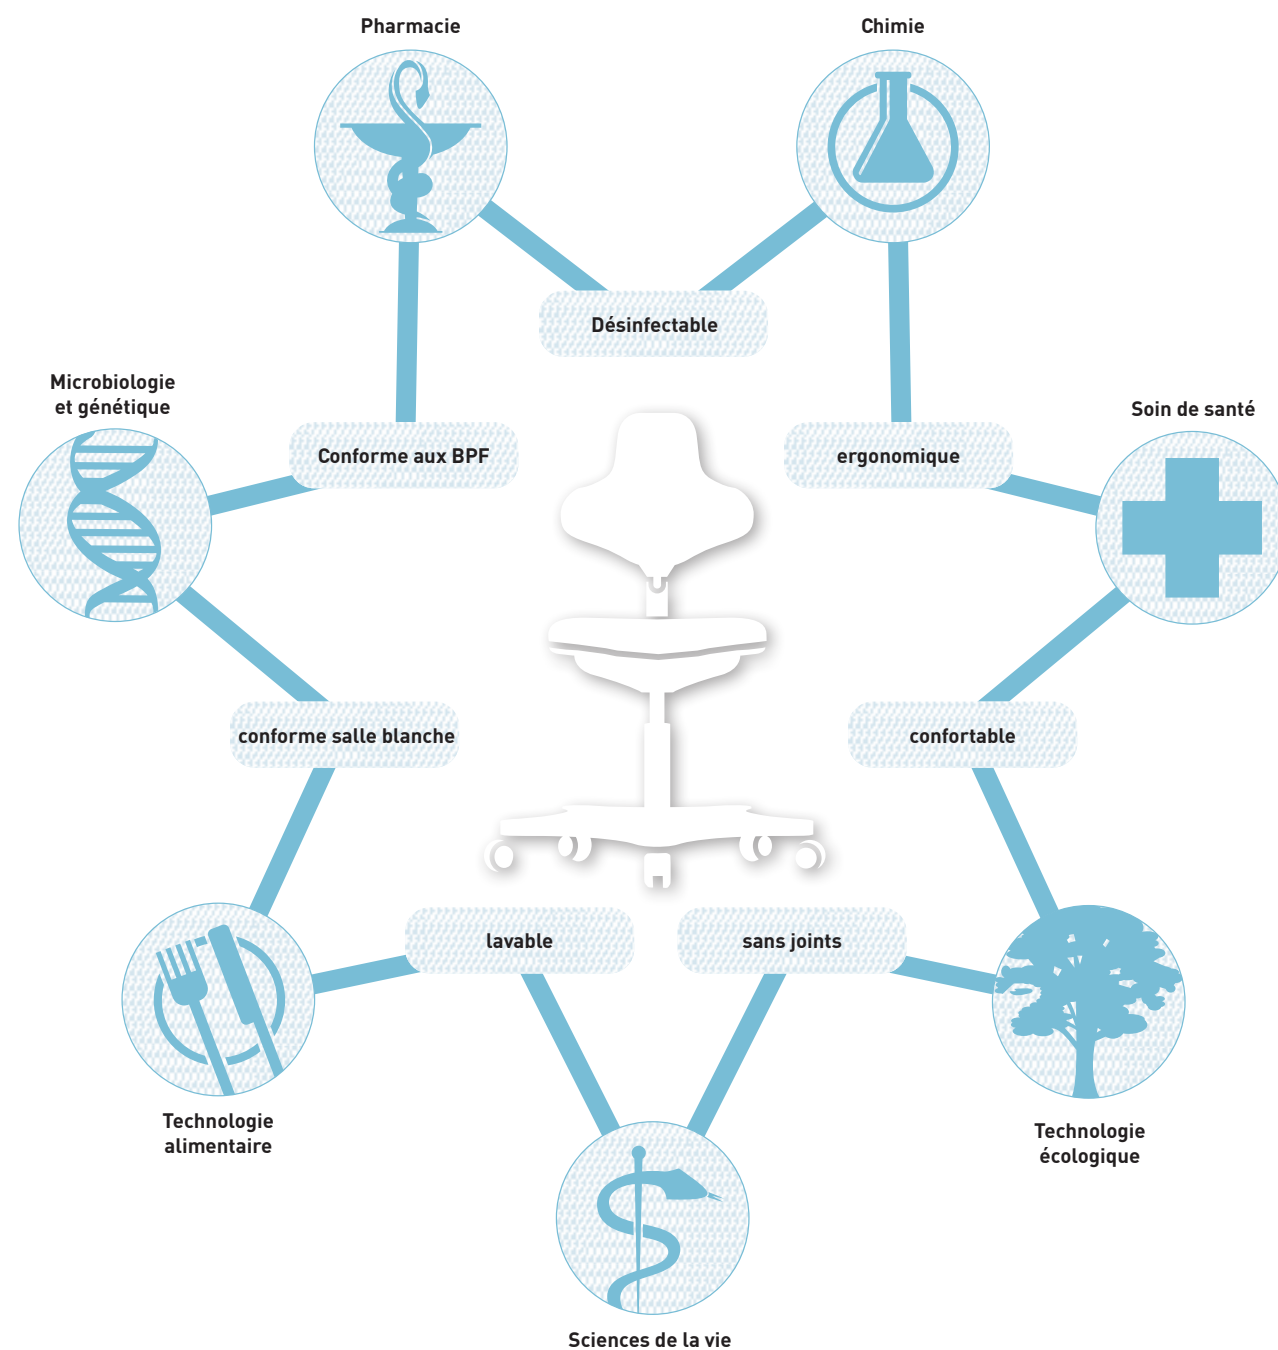 Pharmacie
Chimie
Désinfectable
Microbiologie
et génétique
Soin de santé
Conforme aux BPF
ergonomique
conforme salle blanche
confortable
lavable
sans joints
Technologie
alimentaire
Technologie
écologique
Sciences de la vie